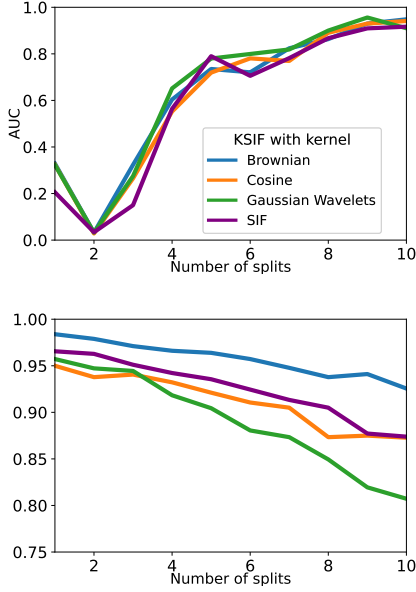 1.0
0.8
0.6
0.4
0.2
0.0
AUC
KSIF with kernel
Brownian
Cosine
Gaussian Wavelets
SIF
2 4 6 8 10
Number of splits
1.00
0.95
0.90
0.85
0.80
0.75
2 4 6 8 10
Number of splits